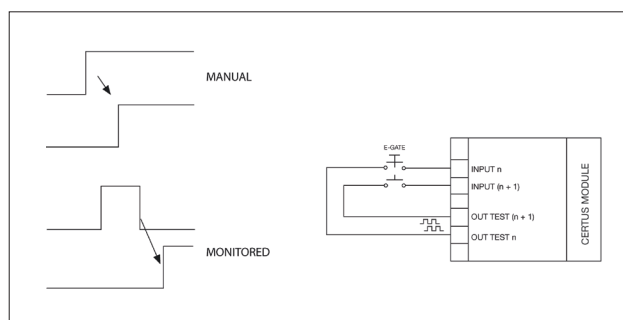 MANUAL
MONITORED
E-GATE
INPUT n
INPUT (n + 1)
OUT TEST (n + 1)
OUT TEST n
CERTUS MODULE